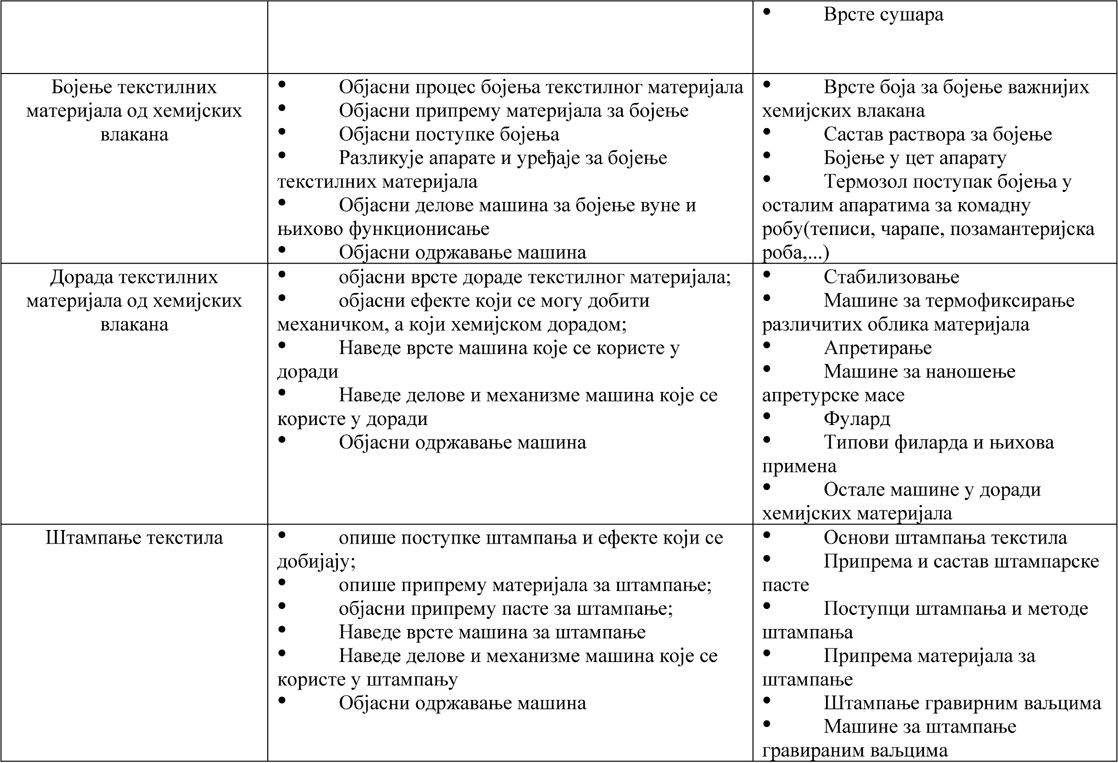 • Врсте сушара
Бојење текстилних
материјала од хемијских
влакана
• Објасни процес бојења текстилног материјала
• Објасни припрему материјала за бојење
• Објасни поступке бојења
• Разликује апарате и уређаје за бојење
текстилних материјала
• Објасни делове машина за бојење вуне и
њихово функционисање
• Објасни одржавање машина
• Врсте боја за бојење важнијих
хемијских влакана
• Састав раствора за бојење
• Бојење у цет апарату
• Термозол поступак бојења у
осталим апаратима за комадну
робу(теписи, чарапе, позамантеријска
роба,...)
Дорада текстилних
материјала од хемијских
влакана
• објасни врсте дораде текстилног материјала;
• објасни ефекте који се могу добити
механичком, а који хемијском дорадом;
• Наведе врсте машина које се користе у
доради
• Наведе делове и механизме машина које се
користе у доради
• Објасни одржавање машина
• Стабилизовање
• Машине за термофиксирање
различитих облика материјала
• Апретирање
• Машине за наношење
апретурске масе
• Фулард
• Типови филарда и њихова
примена
• Остале машине у доради
хемијских материјала
Штампање текстила
• опише поступке штампања и ефекте који се
добијају;
• опише припрему материјала за штампање;
• објасни припрему пасте за штампање;
• Наведе врсте машина за штампање
• Наведе делове и механизме машина које се
користе у штампању
• Објасни одржавање машина
• Основи штампања текстила
• Припрема и састав штампарске
пасте
• Поступци штампања и методе
штампања
• Припрема материјала за
штампање
• Штампање гравирним ваљцима
• Машине за штампање
гравираним ваљцима